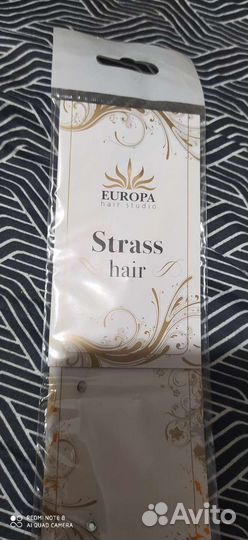 EUROPA
hair studio
Strass
hair
REDMI NOTE 8
AI QUAD CAMERA
Avito